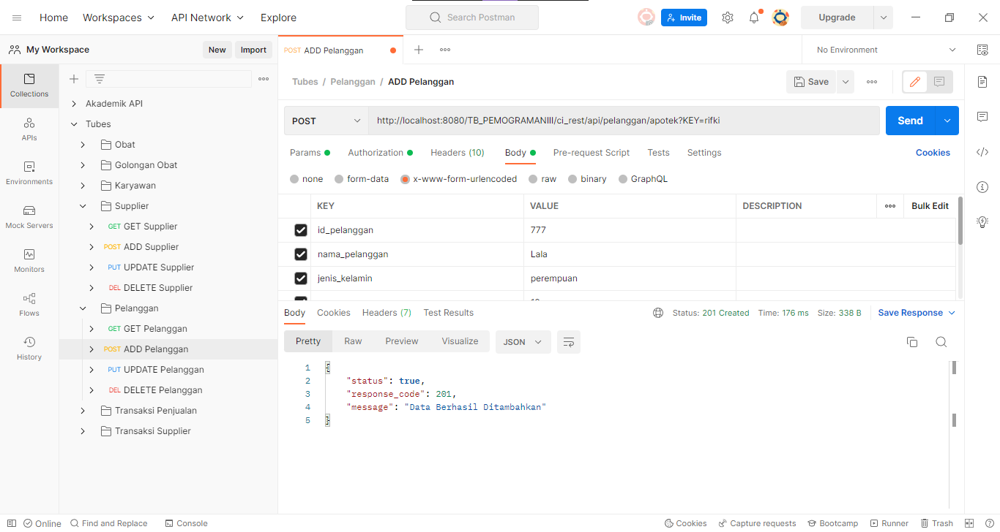 Home Workspaces API Network Explore Search Postman Invite Upgrade
My Workspace New Import POST ADD Pelanggan No Environment
Collections
APIs
Environments
Mock Servers
Monitors
Flows
History
Akademik API
Tubes
Obat
Golongan Obat
Karyawan
Supplier
GET GET Supplier
POST ADD Supplier
PUT UPDATE Supplier
DEL DELETE Supplier
Pelanggan
GET GET Pelanggan
POST ADD Pelanggan
PUT UPDATE Pelanggan
DEL DELETE Pelanggan
Transaksi Penjualan
Transaksi Supplier
Tubes / Pelanggan / ADD Pelanggan Save
POST http://localhost:8080/TB_PEMOGRAMANIII/ci_rest/api/pelanggan/apotek?KEY=rifki Send
Params Authorization Headers (10) Body Pre-request Script Tests Settings Cookies
none form-data x-www-form-urlencoded raw binary GraphQL
KEY VALUE DESCRIPTION Bulk Edit
id_pelanggan 777
nama_pelanggan Lala
jenis_kelamin perempuan
Body Cookies Headers (7) Test Results Status: 201 Created Time: 176 ms Size: 338 B Save Response
Pretty Raw Preview Visualize JSON
1 {
2 "status": true,
3 "response_code": 201,
4 "message": "Data Berhasil Ditambahkan"
5 }
Online Find and Replace Console Cookies Capture requests Bootcamp Runner Trash